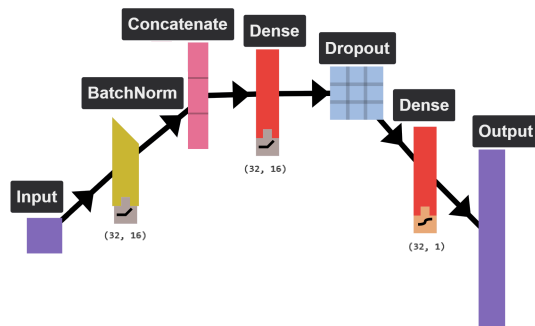 Input
BatchNorm
(32, 16)
Concatenate
Dense
(32, 16)
Dropout
Dense
(32, 1)
Output